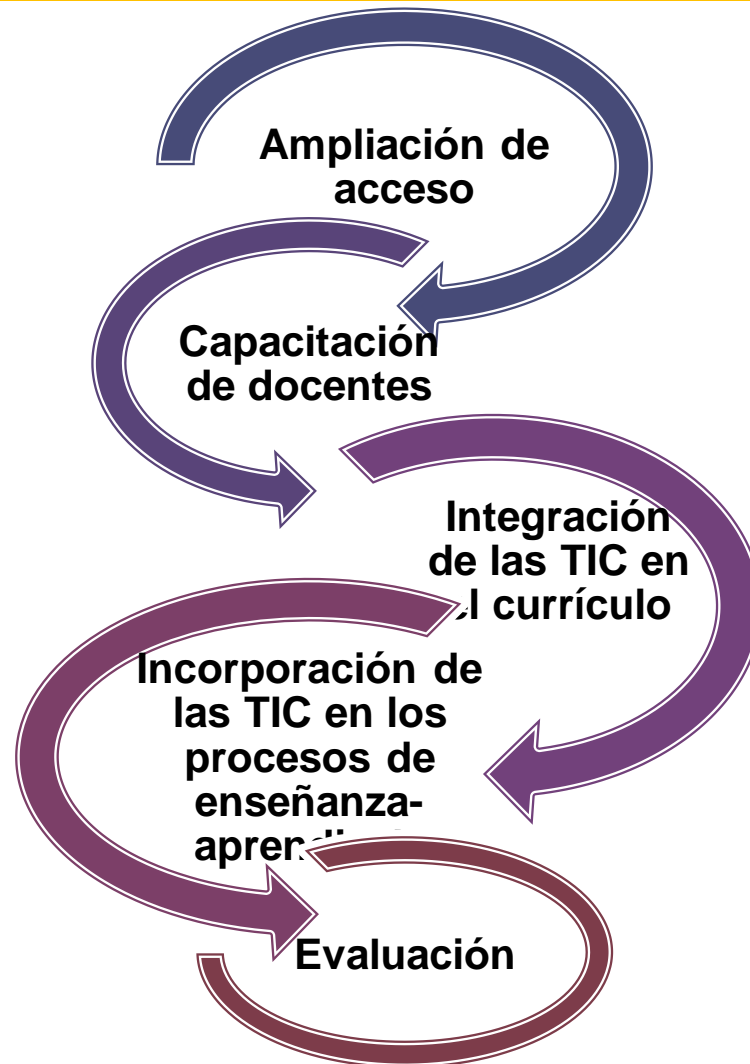 Ampliación de
acceso
Capacitación
de docentes
Integración
de las TIC en
el currículo
Incorporación de
las TIC en los
procesos de
enseñanza-
Evaluación